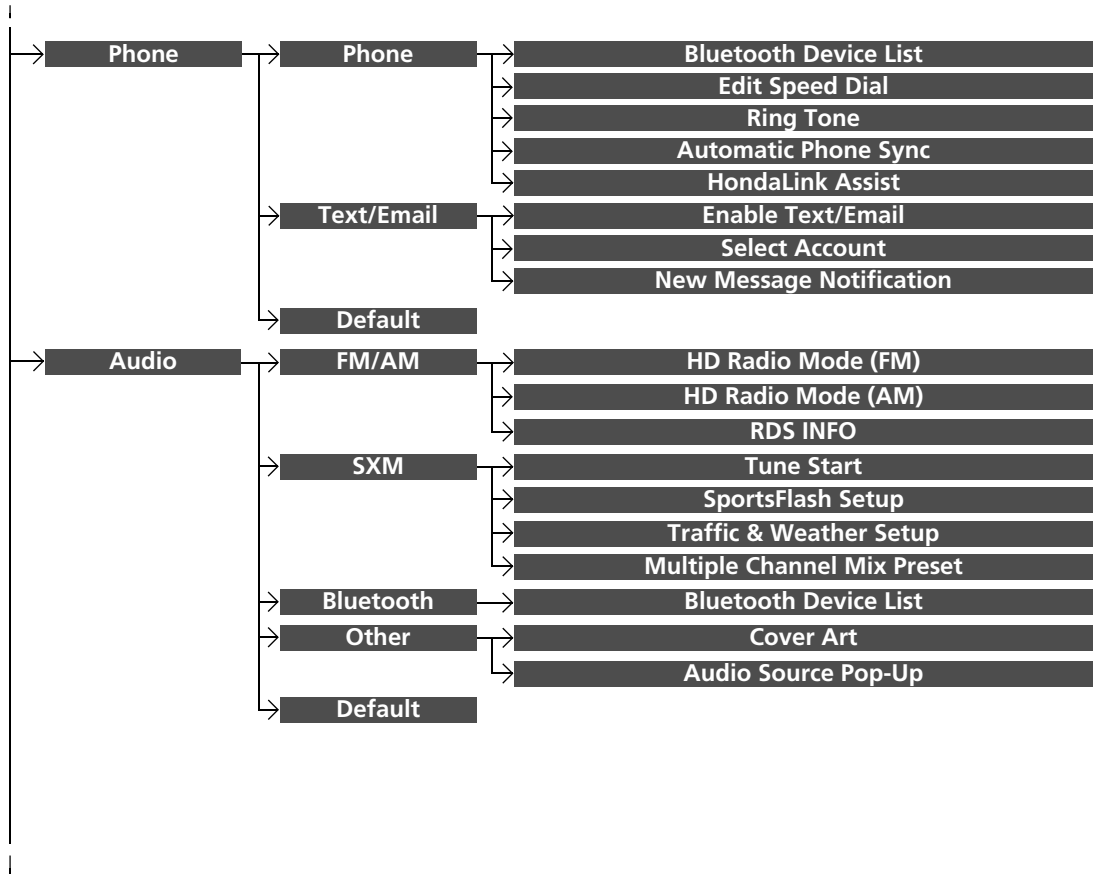 Phone
Phone
Bluetooth Device List
Edit Speed Dial
Ring Tone
Automatic Phone Sync
HondaLink Assist
Text/Email
Enable Text/Email
Select Account
New Message Notification
Default
Audio
FM/AM
HD Radio Mode (FM)
HD Radio Mode (AM)
RDS INFO
SXM
Tune Start
SportsFlash Setup
Traffic & Weather Setup
Multiple Channel Mix Preset
Bluetooth
Bluetooth Device List
Other
Cover Art
Audio Source Pop-Up
Default